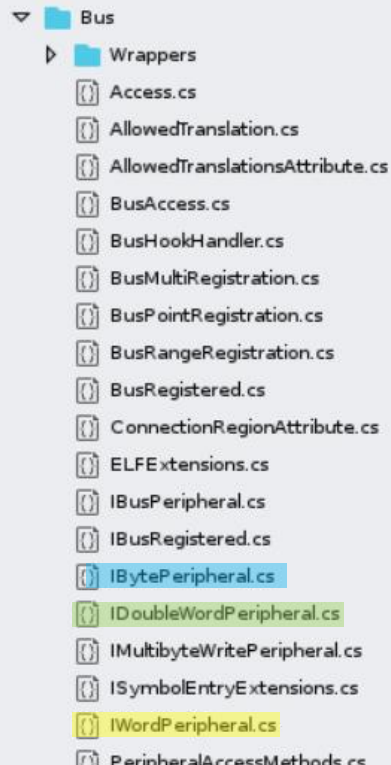 Bus
Wrappers
Access.cs
AllowedTranslation.cs
AllowedTranslationsAttribute.cs
BusAccess.cs
BusHookHandler.cs
BusMultiRegistration.cs
BusPointRegistration.cs
BusRangeRegistration.cs
BusRegistered.cs
ConnectionRegionAttribute.cs
ELFExtensions.cs
IBusPeripheral.cs
IBusRegistered.cs
IBytePeripheral.cs
IDoubleWordPeripheral.cs
IMultibyteWritePeripheral.cs
ISymbolEntryExtensions.cs
IWordPeripheral.cs
PeripheralAccessMethods.cs